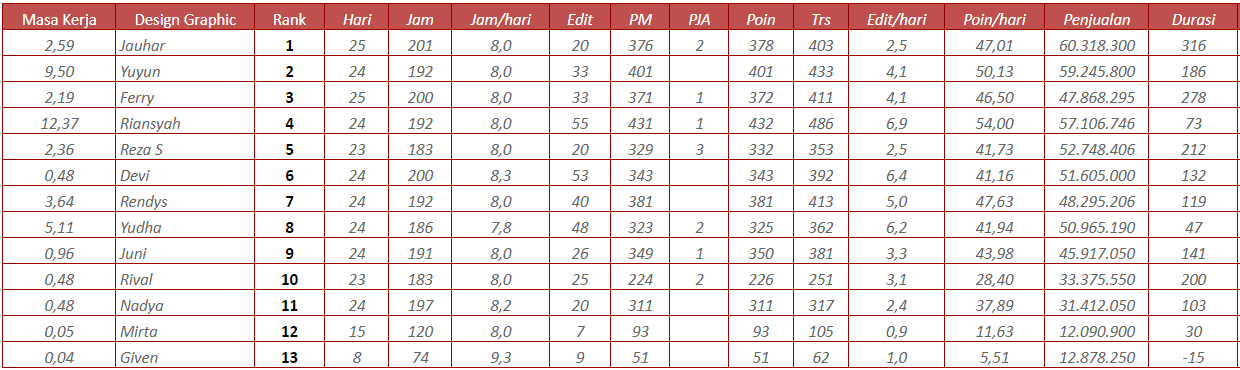 Masa Kerja Design Graphic Rank Hari Jam Jam/hari Edit PM PJA Poin Trs Edit/hari Poin/hari Penjualan Durasi
2,59 Jauhar 1 25 201 8,0 20 376 2 378 403 2,5 47,01 60.318.300 316
9,50 Yuyun 2 24 192 8,0 33 401 401 433 4,1 50,13 59.245.800 186
2,19 Ferry 3 25 200 8,0 33 371 1 372 411 4,1 46,50 47.868.295 278
12,37 Riansyah 4 24 192 8,0 55 431 1 432 486 6,9 54,00 57.106.746 73
2,36 Reza S 5 23 183 8,0 20 329 3 332 353 2,5 41,73 52.748.406 212
0,48 Devi 6 24 200 8,3 53 343 343 392 6,4 41,16 51.605.000 132
3,64 Rendys 7 24 192 8,0 40 381 381 413 5,0 47,63 48.295.206 119
5,11 Yudha 8 24 186 7,8 48 323 2 325 362 6,2 41,94 50.965.190 47
0,96 Juni 9 24 191 8,0 26 349 1 350 381 3,3 43,98 45.917.050 141
0,48 Rival 10 23 183 8,0 25 224 2 226 251 3,1 28,40 33.375.550 200
0,48 Nadya 11 24 197 8,2 20 311 311 317 2,4 37,89 31.412.050 103
0,05 Mirta 12 15 120 8,0 7 93 93 105 0,9 11,63 12.090.900 30
0,04 Given 13 8 74 9,3 9 51 51 62 1,0 5,51 12.878.250 -15